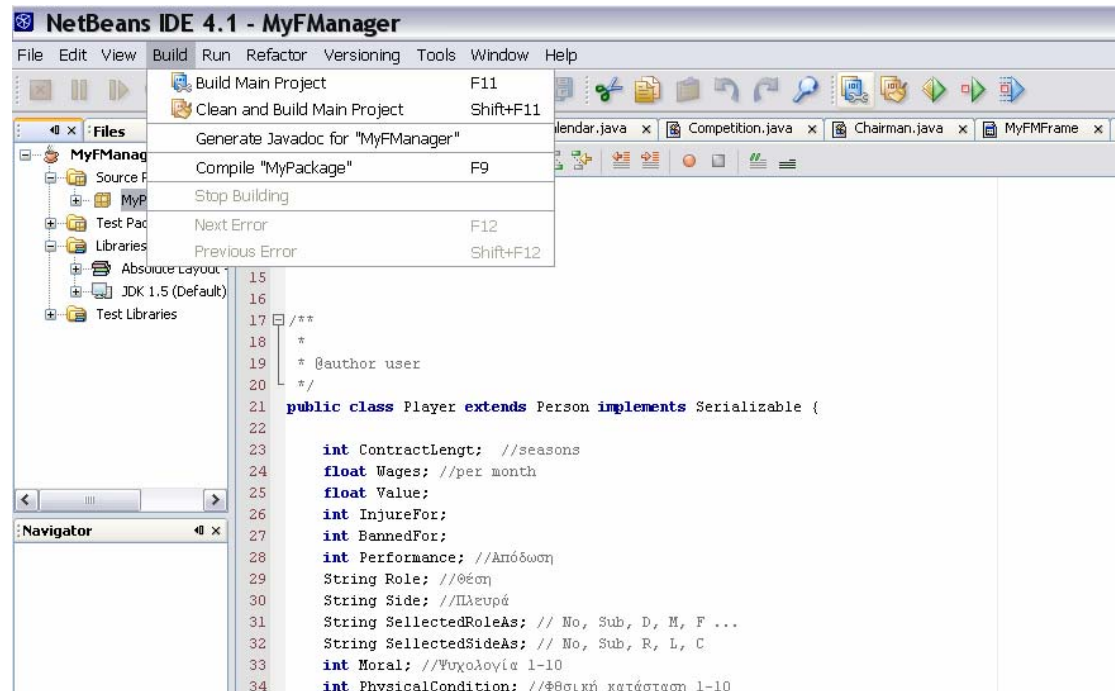 NetBeans IDE 4.1 - MyFManager
File Edit View Build Run Refactor Versioning Tools Window Help
Build Main Project F11
Clean and Build Main Project Shift+F11
Generate Javadoc for "MyFManager"
Compile "MyPackage" F9
Stop Building
Next Error F12
Previous Error Shift+F12
Files
lendar.java Competition.java Chairman.java MyFMFrame
MyFManag
Source P
MyP
Test Pac
Libraries
Absolute Layout -
JDK 1.5 (Default)
Test Libraries
Navigator
15
16
17 /**
18 *
19 * @author user
20 */
21 public class Player extends Person implements Serializable {
22
23 int ContractLengt; //seasons
24 float Wages; //per month
25 float Value;
26 int InjureFor;
27 int BannedFor;
28 int Performance; //Απόδωση
29 String Role; //Θέση
30 String Side; //Πλευρά
31 String SellectedRoleAs; // No, Sub, D, M, F ...
32 String SellectedSideAs; // No, Sub, R, L, C
33 int Moral; //Ψυχολογία 1-10
34 int PhysicalCondition; //Φθσική κατάσταση 1-10